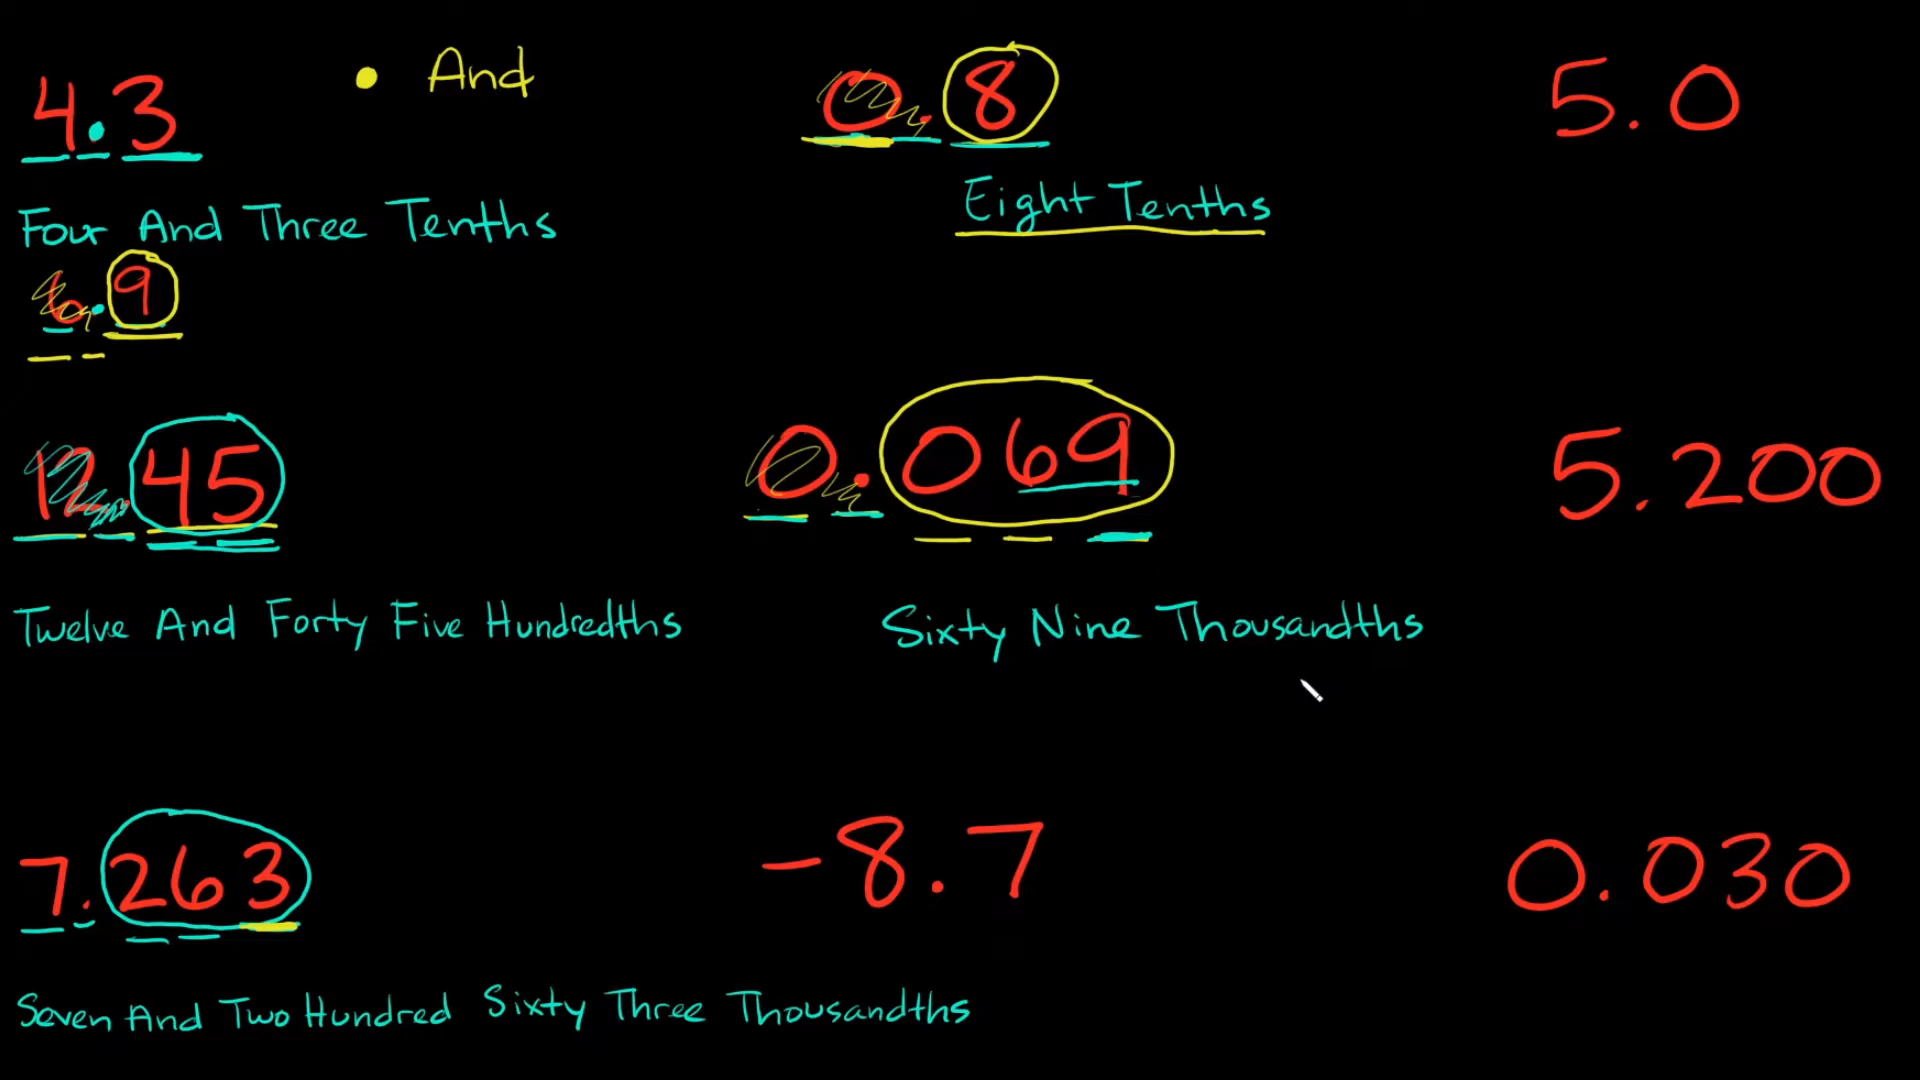 4.3
• And
0.8
5.0
Four And Three Tenths
Eight Tenths
6.9
12.45
0.069
5.200
Twelve And Forty Five Hundredths
Sixty Nine Thousandths
7.263
-8.7
0.030
Seven And Two Hundred Sixty Three Thousandths